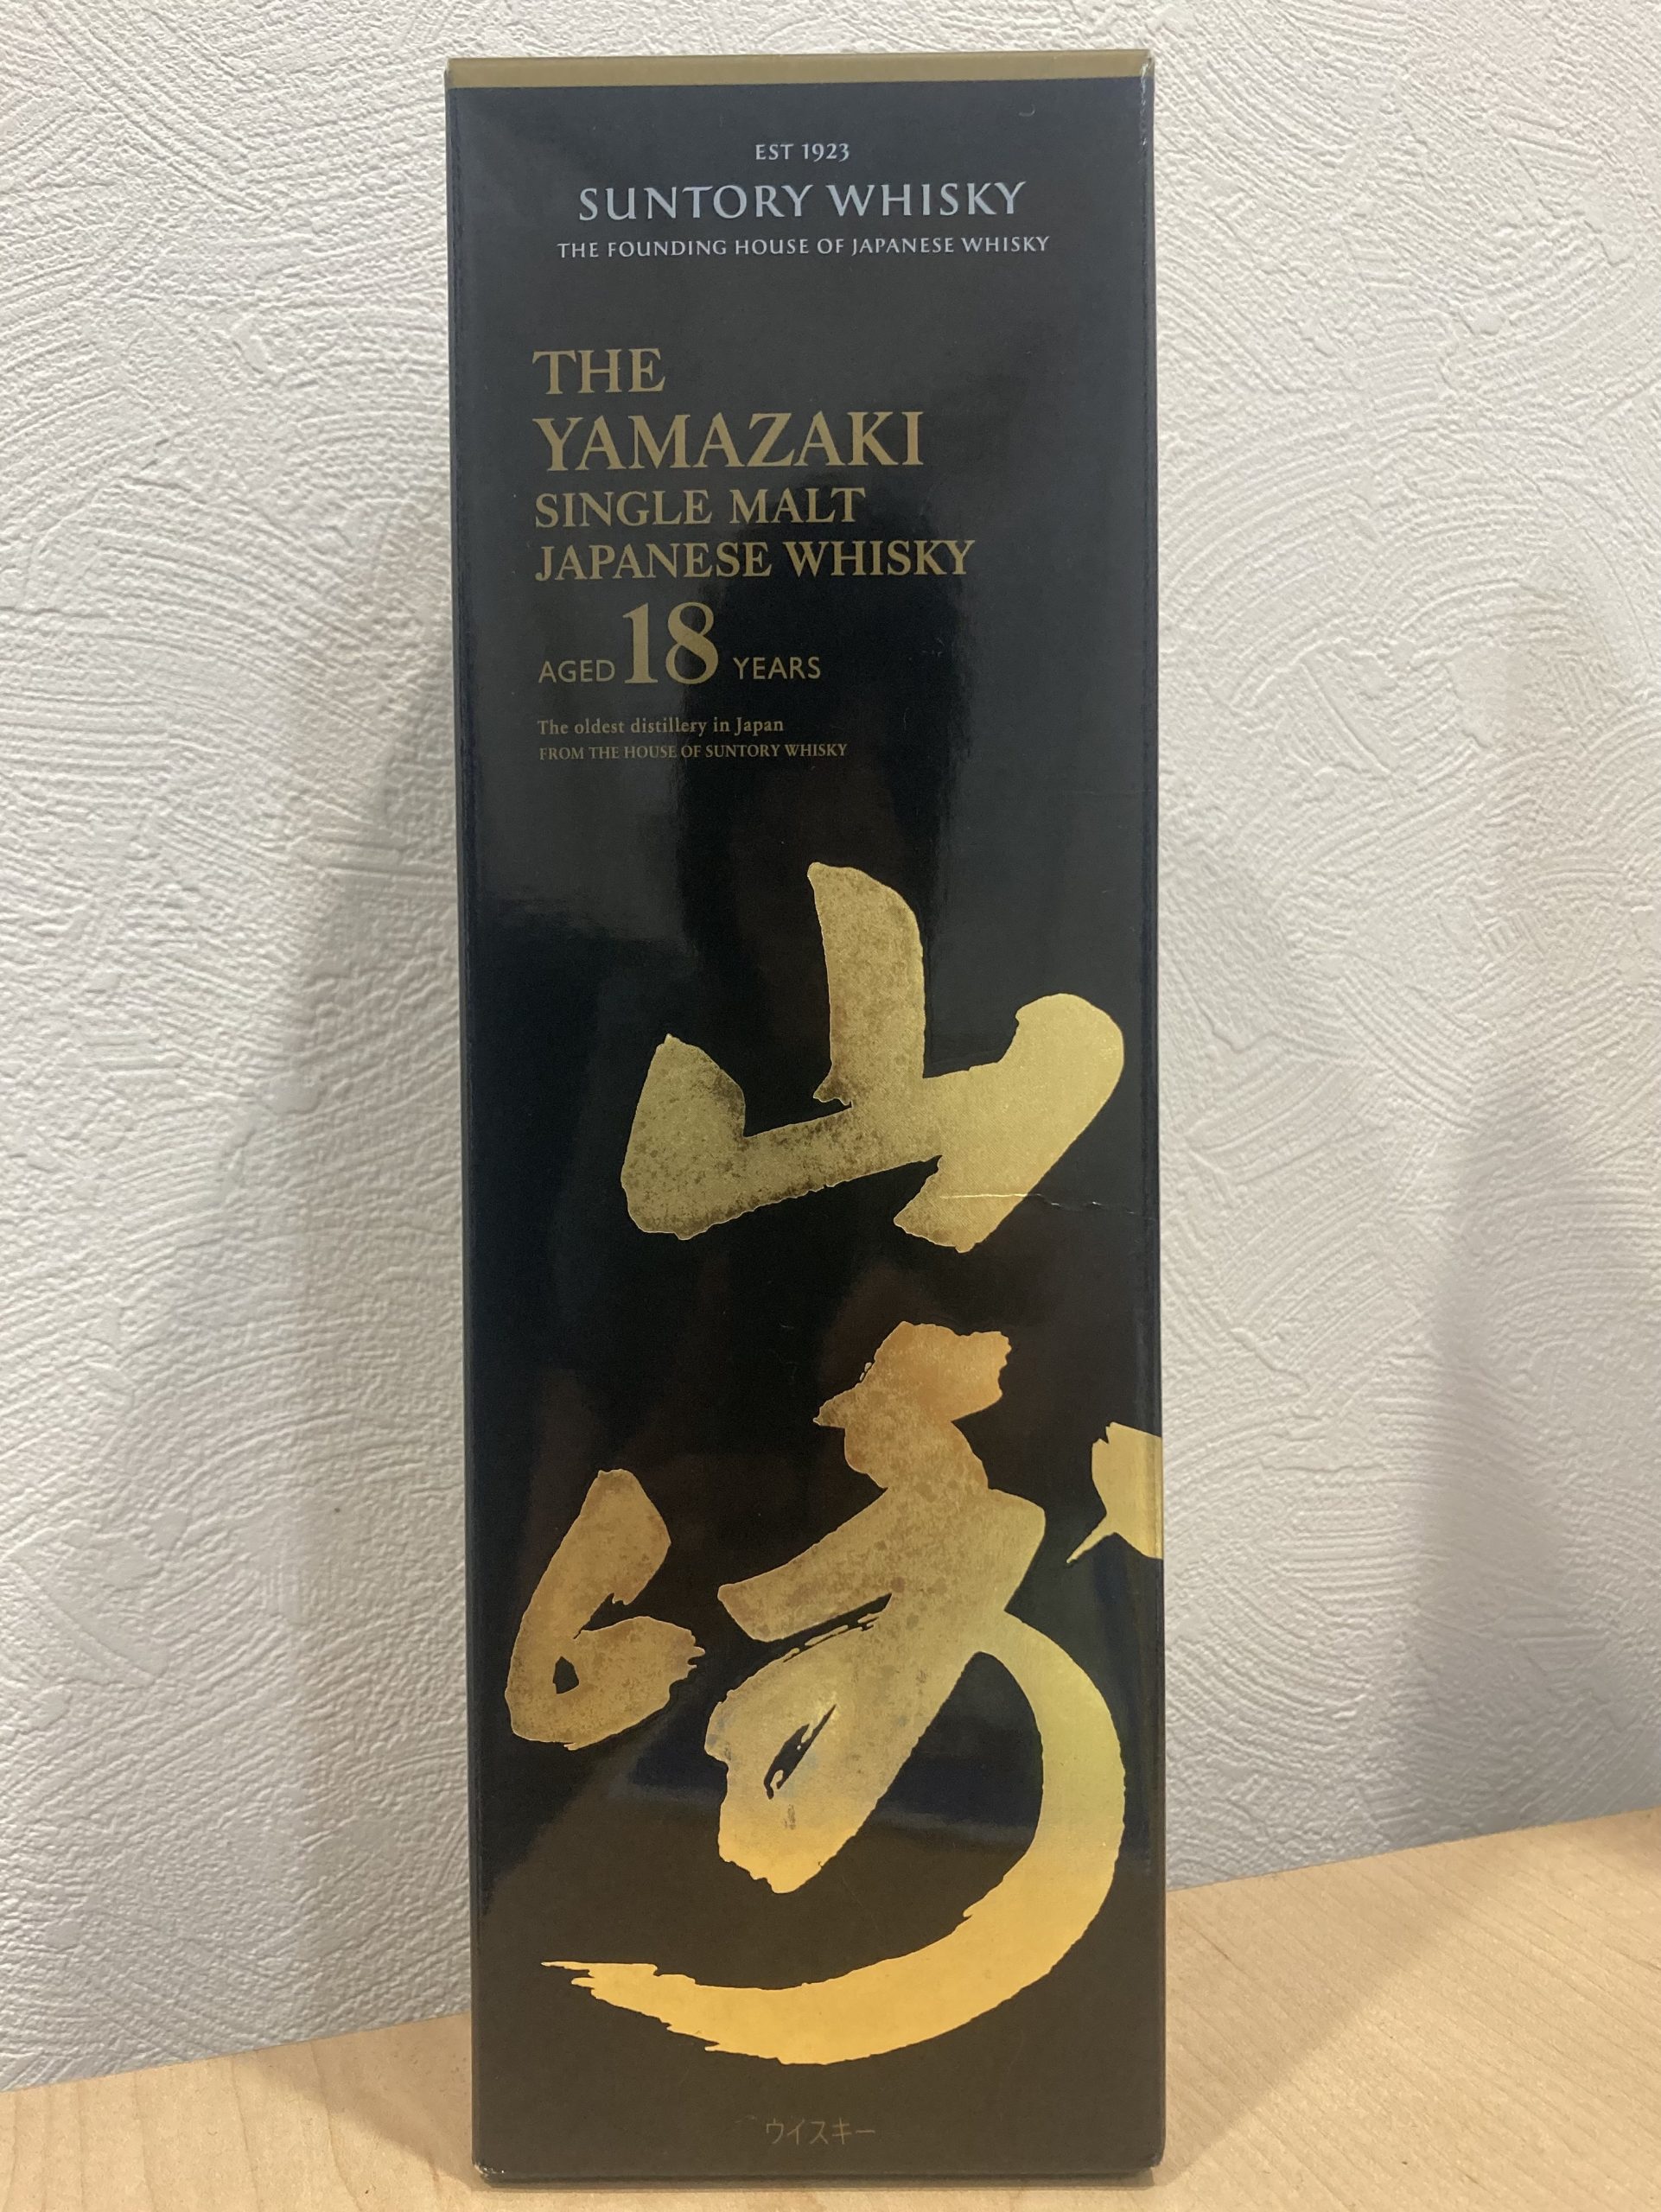 EST 1923
SUNTORY WHISKY
THE FOUNDING HOUSE OF JAPANESE WHISKY
THE
YAMAZAKI
SINGLE MALT
JAPANESE WHISKY
AGED 18 YEARS
The oldest distillery in Japan
FROM THE HOUSE OF SUNTORY WHISKY
山
崎
ウイスキー